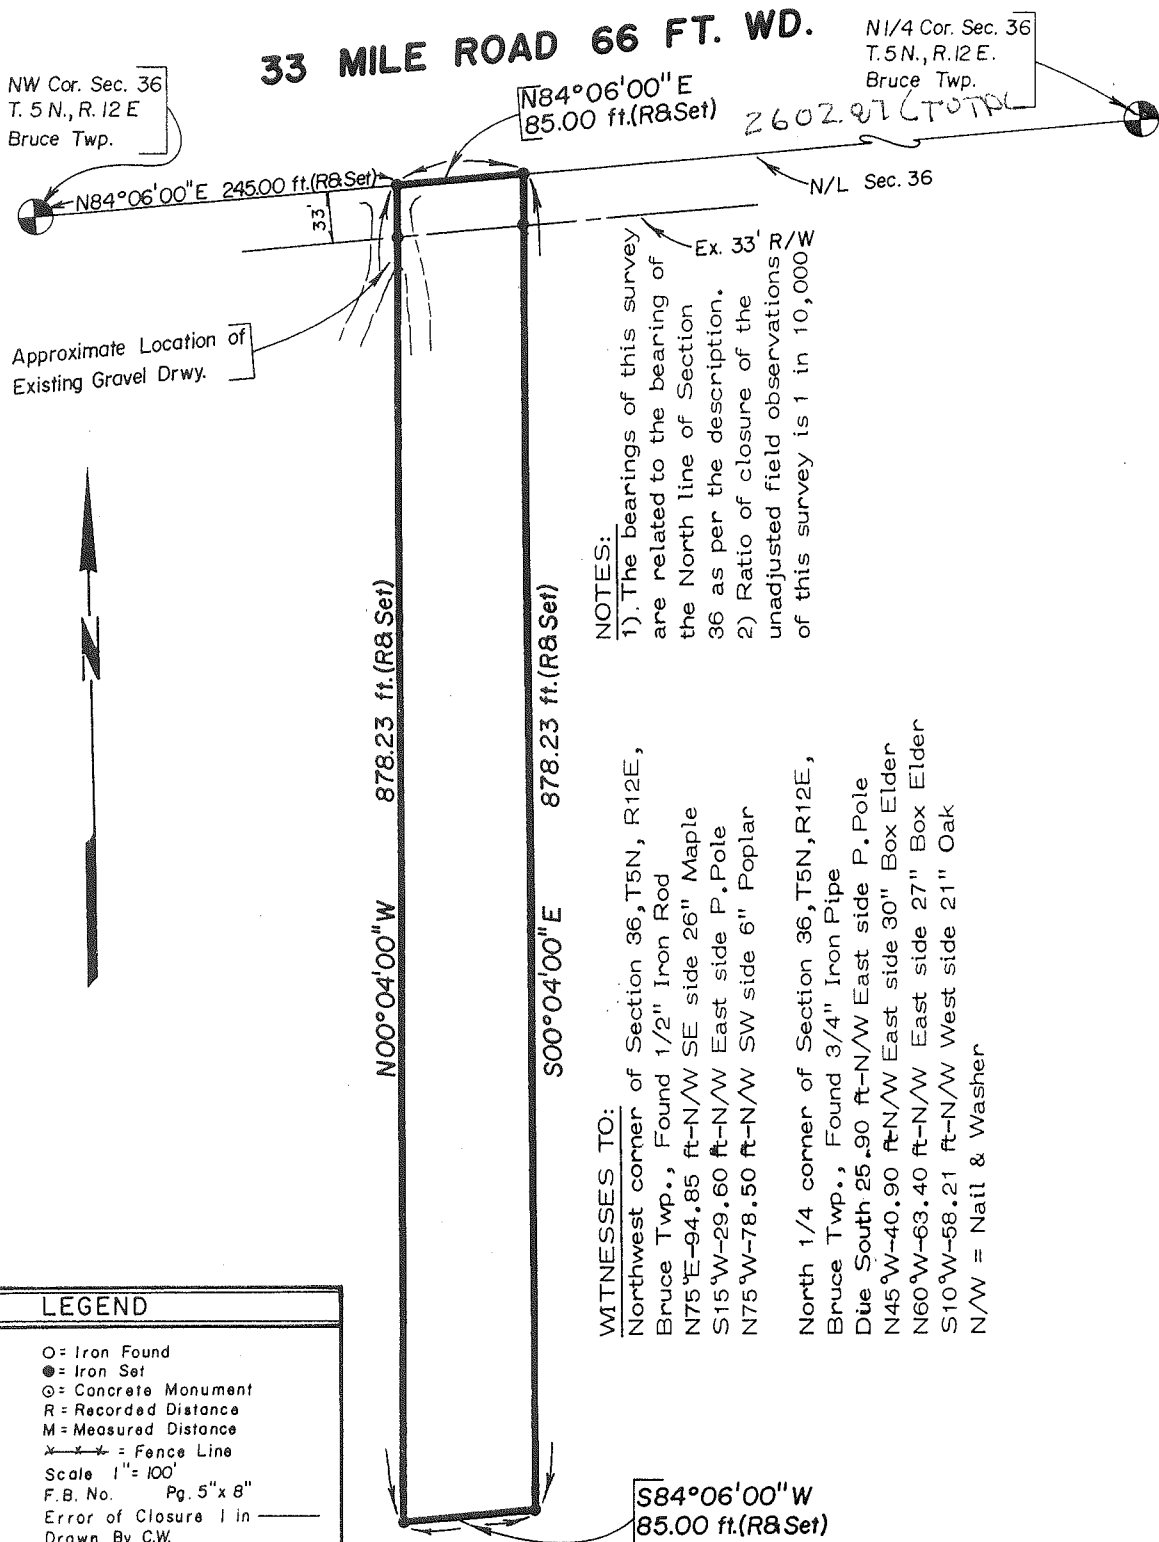 33 MILE ROAD 66 FT. WD.
NW Cor. Sec. 36
T. 5 N., R. 12 E
Bruce Twp.
N 1/4 Cor. Sec. 36
T. 5 N., R. 12 E.
Bruce Twp.
N84°06'00" E
85.00 ft.(R&Set)
N84°06'00"E 245.00 ft.(R&Set)
N/L Sec. 36
33'
Ex. 33' R/W
Approximate Location of
Existing Gravel Drwy.
N
N00°04'00"W 878.23 ft.(R&Set)
S00°04'00"E 878.23 ft.(R&Set)
NOTES:
1). The bearings of this survey
are related to the bearing of
the North line of Section
36 as per the description.
2) Ratio of closure of the
unadjusted field observations
of this survey is 1 in 10,000
WITNESSES TO:
Northwest corner of Section 36,T5N, R12E,
Bruce Twp., Found 1/2" Iron Rod
N75°E-94.85 ft-N/W SE side 26" Maple
S15°W-29.60 ft-N/W East side P.Pole
N75°W-78.50 ft-N/W SW side 6" Poplar
North 1/4 corner of Section 36,T5N,R12E,
Bruce Twp., Found 3/4" Iron Pipe
Due South 25.90 ft-N/W East side P.Pole
N45°W-40.90 ft-N/W East side 30" Box Elder
N60°W-63.40 ft-N/W East side 27" Box Elder
S10°W-58.21 ft-N/W West side 21" Oak
N/W = Nail & Washer
LEGEND
O = Iron Found
● = Iron Set
⊙ = Concrete Monument
R = Recorded Distance
M = Measured Distance
x-x-x = Fence Line
Scale 1"= 100'
F.B. No. Pg. 5"x 8"
Error of Closure 1 in
Drawn By C.W.
S84°06'00" W
85.00 ft.(R&Set)